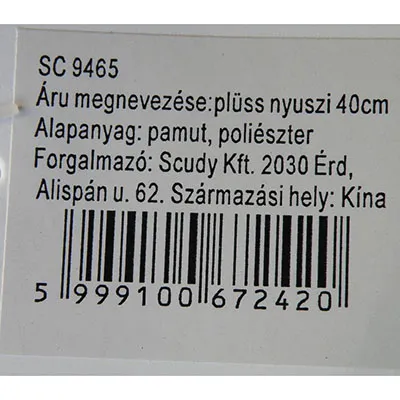 SC 9465
Áru megnevezése:plüss nyuszi 40cm
Alapanyag: pamut, poliészter
Forgalmazó: Scudy Kft. 2030 Érd,
Alispán u. 62. Származási hely: Kína
5 999100 672420